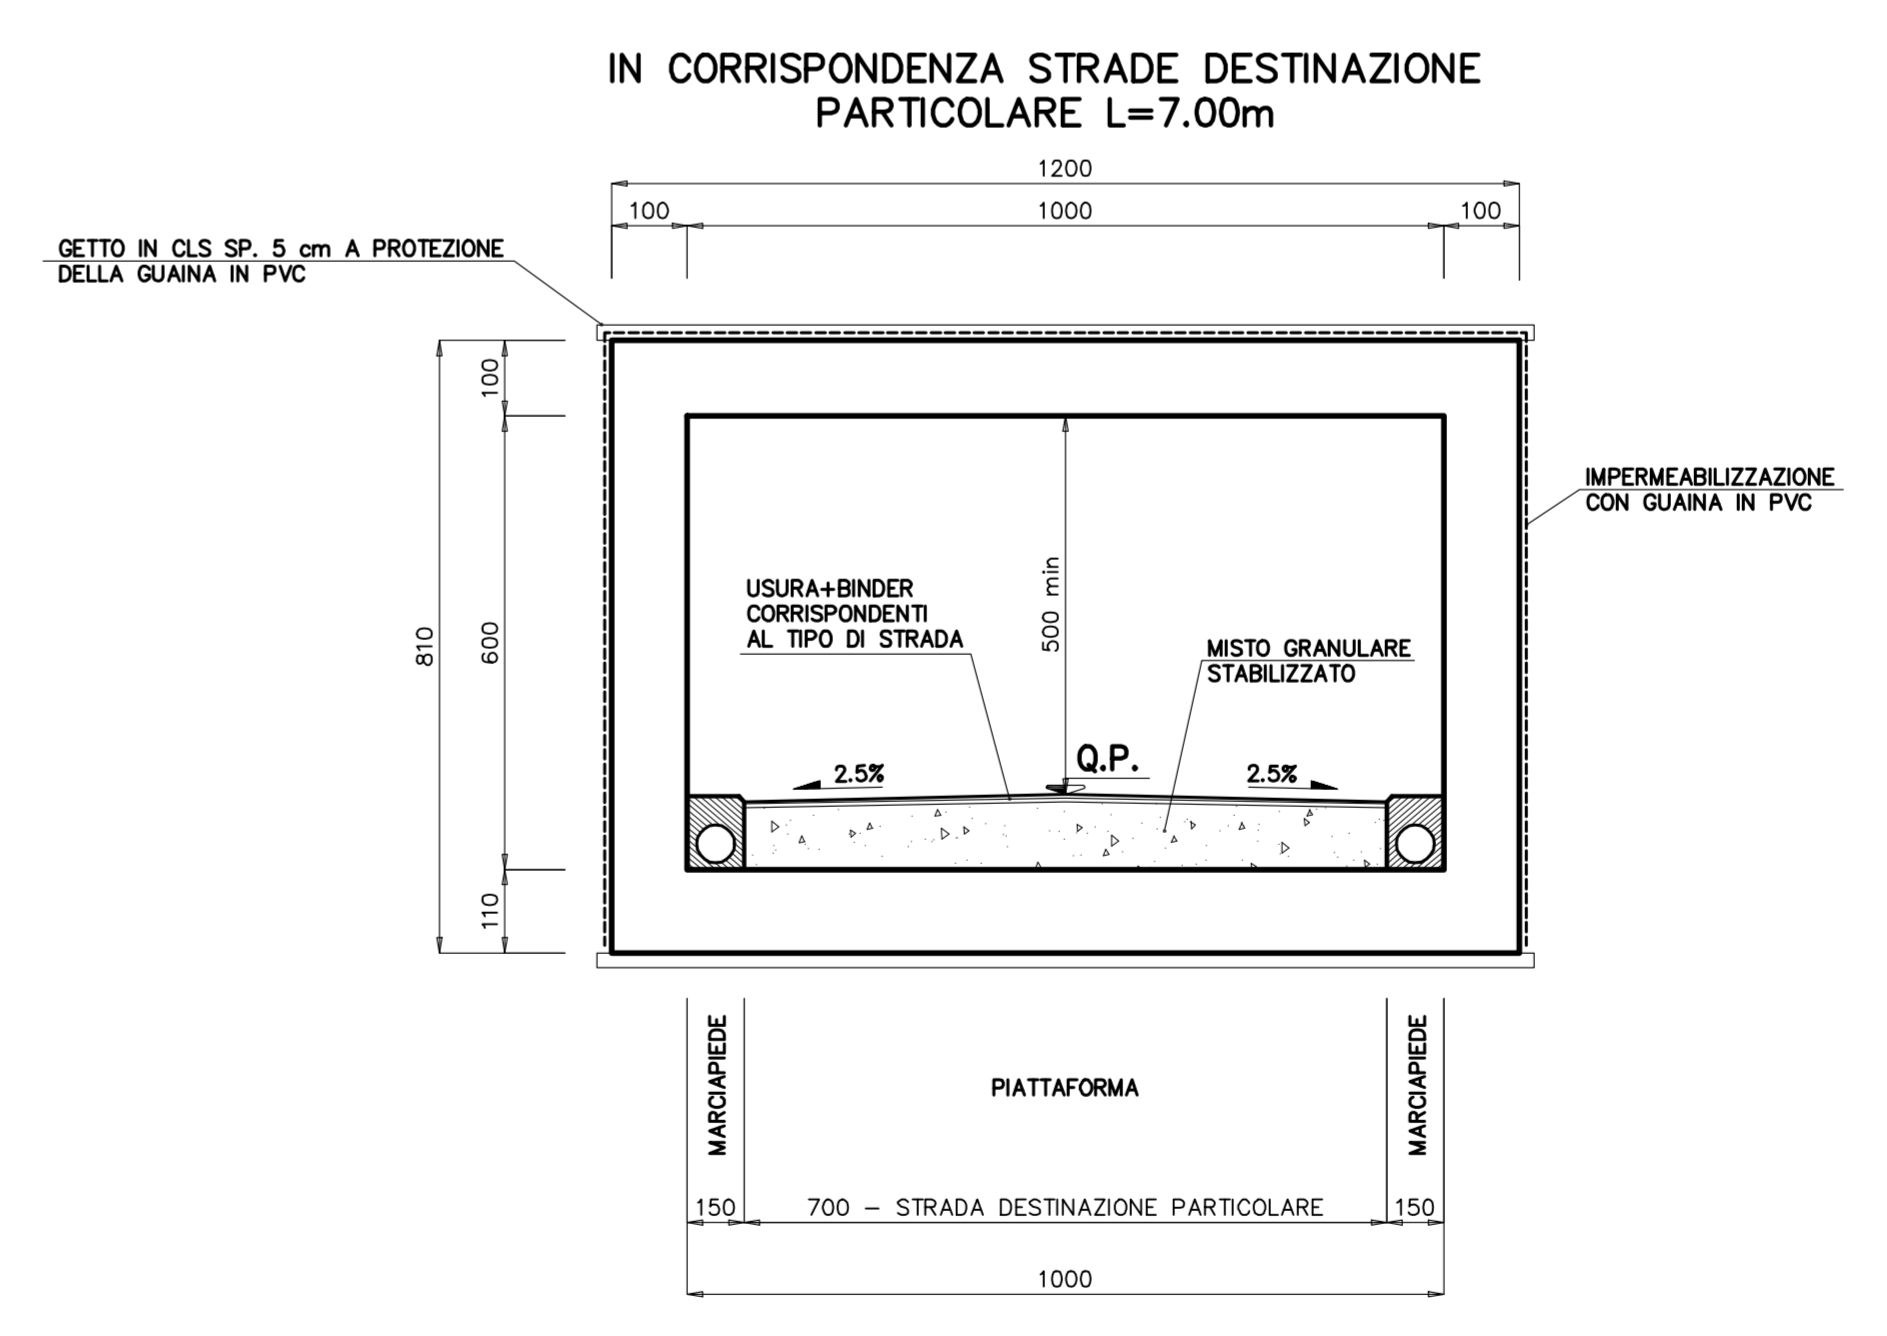 IN CORRISPONDENZA STRADE DESTINAZIONE
PARTICOLARE L=7.00m
1200
100
1000
100
GETTO IN CLS SP. 5 cm A PROTEZIONE
DELLA GUAINA IN PVC
100
IMPERMEABILIZZAZIONE
CON GUAINA IN PVC
810
600
500 min
USURA+BINDER
CORRISPONDENTI
AL TIPO DI STRADA
MISTO GRANULARE
STABILIZZATO
Q.P.
2.5%
2.5%
110
MARCIAPIEDE
PIATTAFORMA
MARCIAPIEDE
150
700 – STRADA DESTINAZIONE PARTICOLARE
150
1000